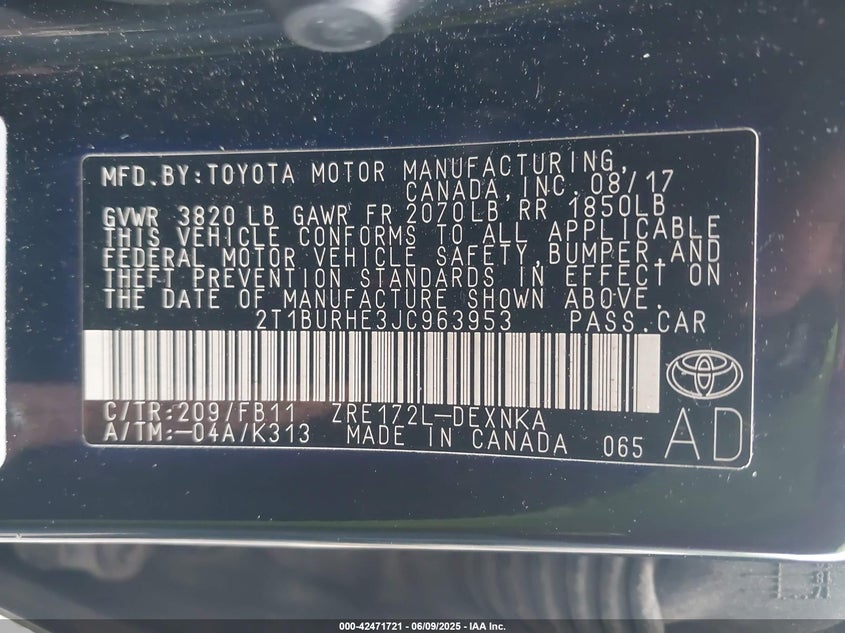 MFD.BY:TOYOTA MOTOR MANUFACTURING,
CANADA,INC. 08/17
GVWR 3820 LB GAWR FR 2070LB RR 1850LB
THIS VEHICLE CONFORMS TO ALL APPLICABLE
FEDERAL MOTOR VEHICLE SAFETY,BUMPER,AND
THEFT PREVENTION STANDARDS IN EFFECT ON
THE DATE OF MANUFACTURE SHOWN ABOVE.
2T1BURHE3JC963953 PASS.CAR
C/TR:209/FB11 ZRE172L-DEXNKA
A/TM:-04A/K313 MADE IN CANADA 065 AD
000-42471721 | 06/09/2025 - IAA Inc.